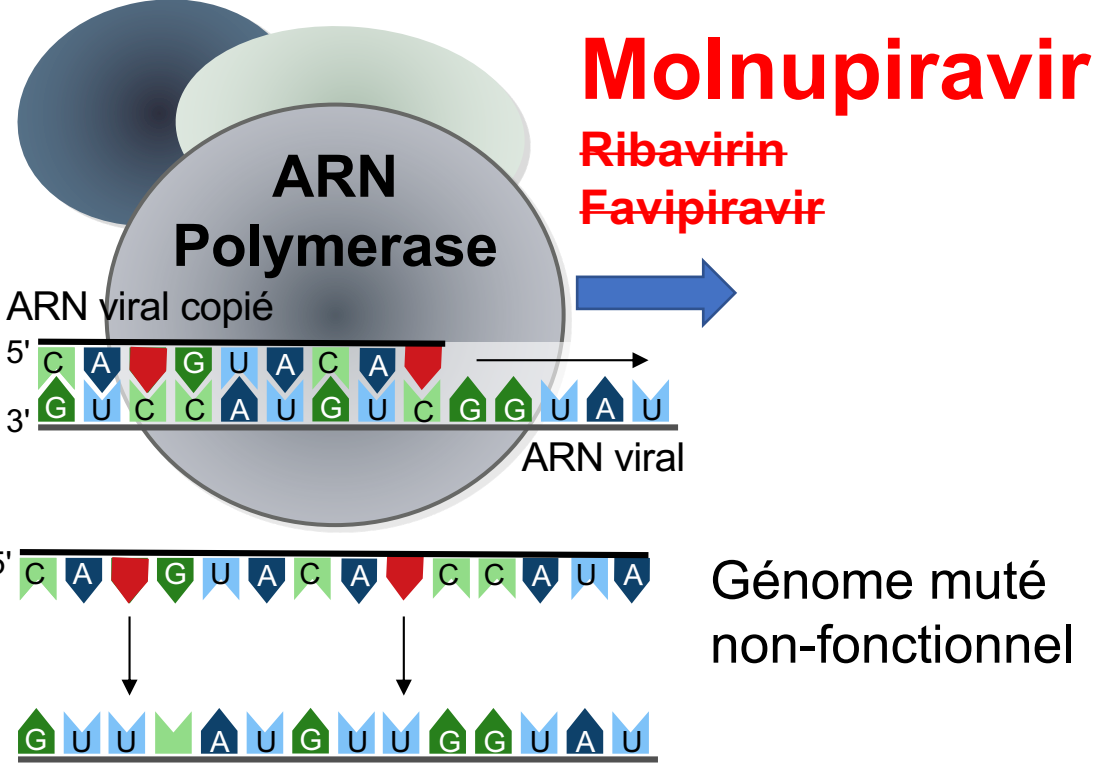 Molnupiravir
Ribavirin
Favipiravir
ARN
Polymerase
ARN viral copié
5' C A G U A C A
3' G U C C A U G U C G G U A U
ARN viral
5' C A G U A C A C C A U A
Génome muté
non-fonctionnel
G U U A U G U U G G U A U